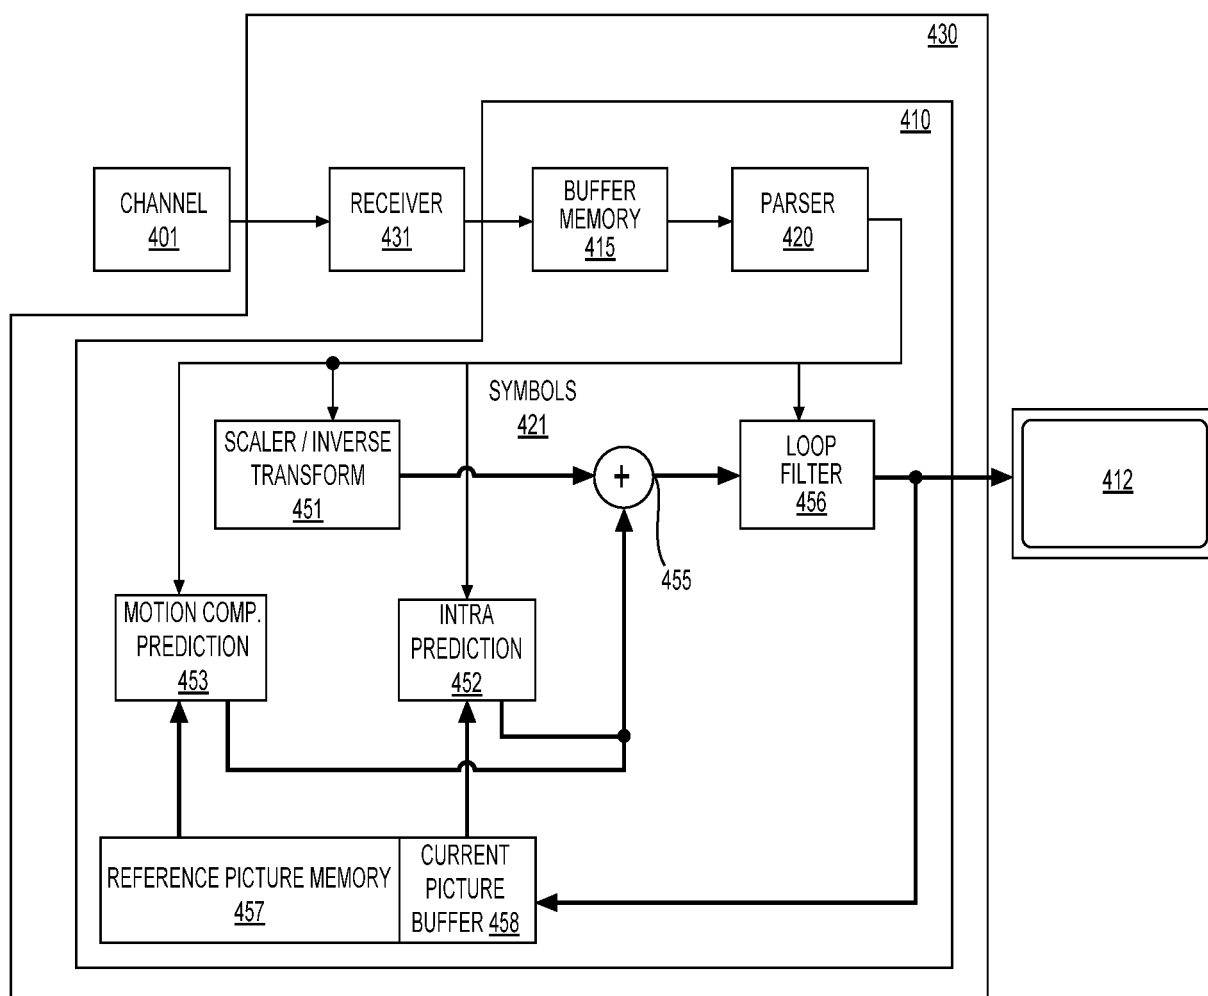 430
410
CHANNEL
401
RECEIVER
431
BUFFER
MEMORY
415
PARSER
420
SYMBOLS
421
SCALER / INVERSE
TRANSFORM
451
+
455
LOOP
FILTER
456
412
MOTION COMP.
PREDICTION
453
INTRA
PREDICTION
452
REFERENCE PICTURE MEMORY
457
CURRENT
PICTURE
BUFFER 458